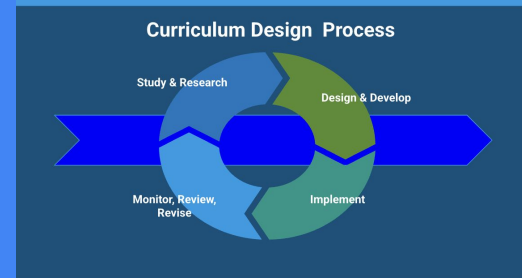 Curriculum Design Process
Study & Research
Design & Develop
Monitor, Review,
Revise
Implement